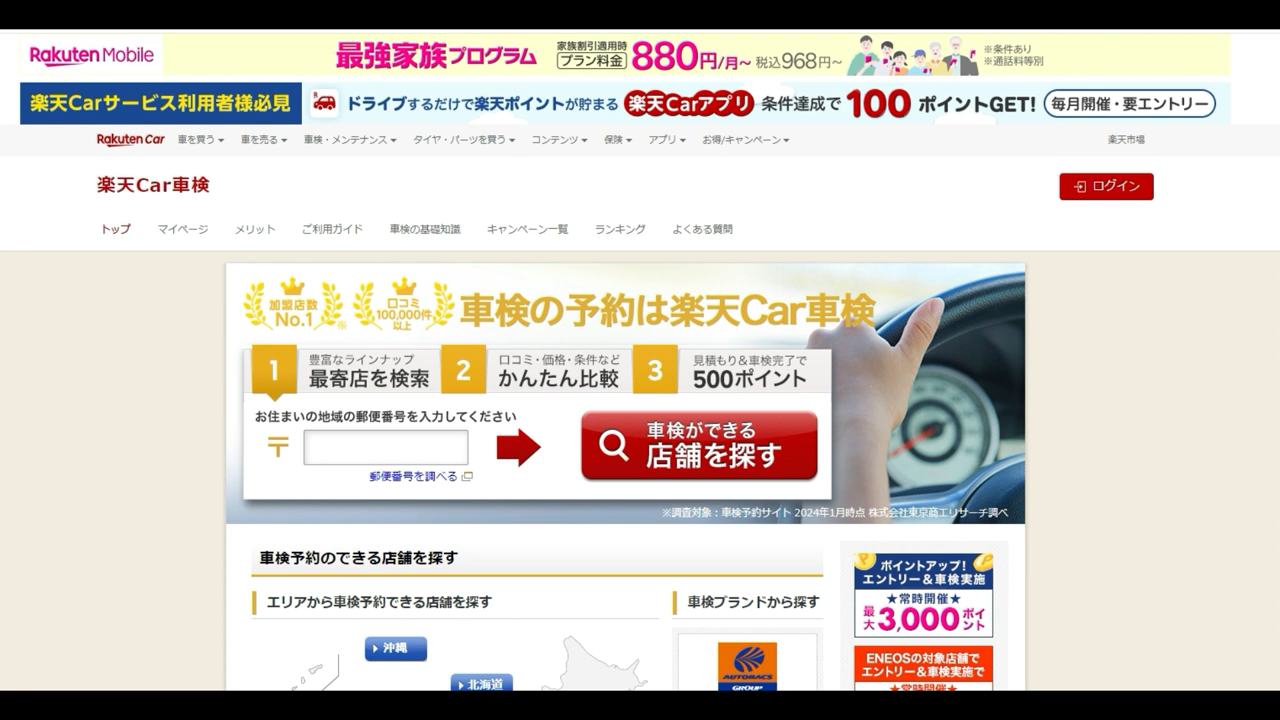 Rakuten Mobile
最強家族プログラム
家族割引適用時
プラン料金
880円/月~ 税込968円~
※条件あり
※通話料等別
楽天Carサービス利用者様必見
ドライブするだけで楽天ポイントが貯まる 楽天Carアプリ 条件達成で100ポイントGET! 毎月開催・要エントリー
Rakuten Car 車を買う 車を売る 車検・メンテナンス タイヤ・パーツを買う コンテンツ 保険 アプリ お得/キャンペーン 楽天市場
楽天Car車検
ログイン
トップ マイページ メリット ご利用ガイド 車検の基礎知識 キャンペーン一覧 ランキング よくある質問
加盟店数
No.1
※
口コミ
100,000件
以上
車検の予約は楽天Car車検
1
豊富なラインナップ
最寄店を検索
2
口コミ・価格・条件など
かんたん比較
3
見積もり&車検完了で
500ポイント
お住まいの地域の郵便番号を入力してください
〒
郵便番号を調べる
車検ができる
店舗を探す
※調査対象:車検予約サイト 2024年1月時点 株式会社東京商工リサーチ調べ
車検予約のできる店舗を探す
エリアから車検予約できる店舗を探す
沖縄
北海道
車検ブランドから探す
AUTOBACS
GROUP
ポイントアップ!
エントリー&車検実施
★常時開催★
最大3,000ポイント
ENEOSの対象店舗で
エントリー&車検実施で
★常時開催★